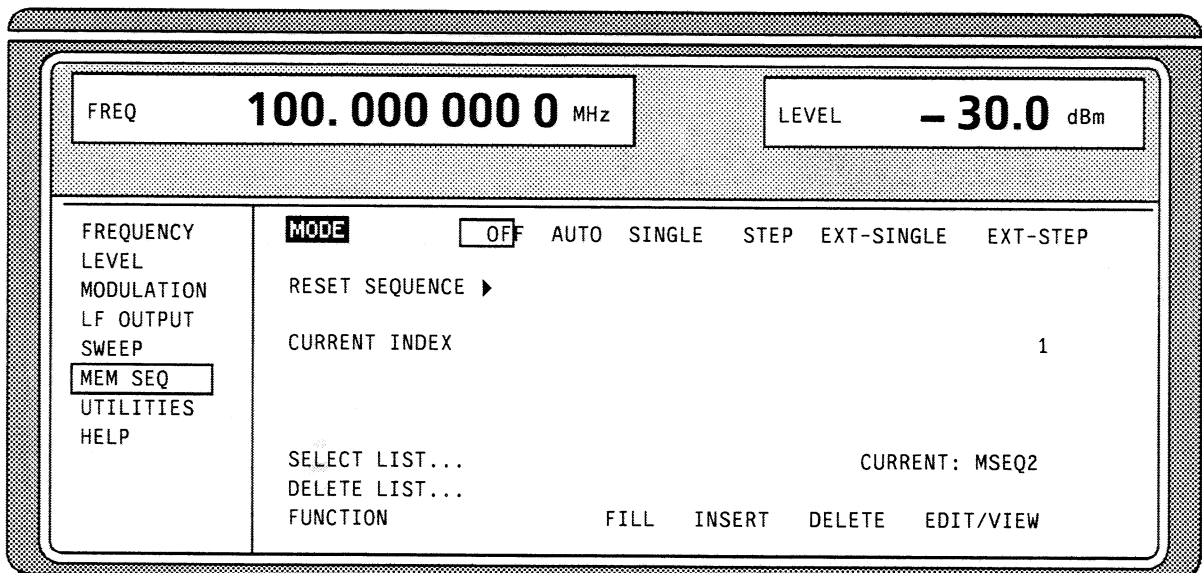 FREQ 100. 000 000 0 MHz LEVEL – 30.0 dBm
FREQUENCY
LEVEL
MODULATION
LF OUTPUT
SWEEP
MEM SEQ
UTILITIES
HELP
MODE OFF AUTO SINGLE STEP EXT-SINGLE EXT-STEP
RESET SEQUENCE ▶
CURRENT INDEX 1
SELECT LIST... CURRENT: MSEQ2
DELETE LIST...
FUNCTION FILL INSERT DELETE EDIT/VIEW